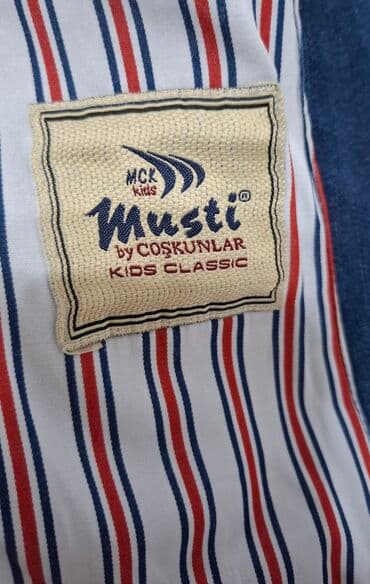 MCK
kids
Musti®
by COŞKUNLAR
KIDS CLASSIC